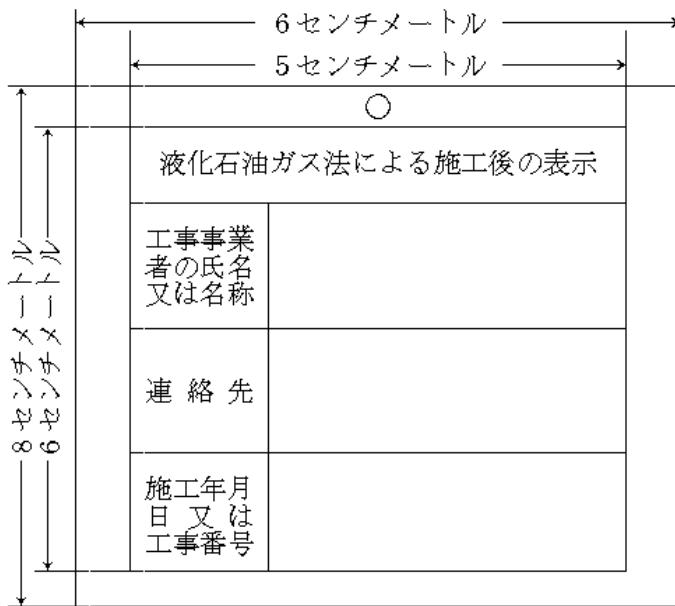 6センチメートル
5センチメートル
○
液化石油ガス法による施工後の表示
工事事業
者の氏名
又は名称
連絡先
施工年月
日又は
工事番号
8センチメートル
6センチメートル